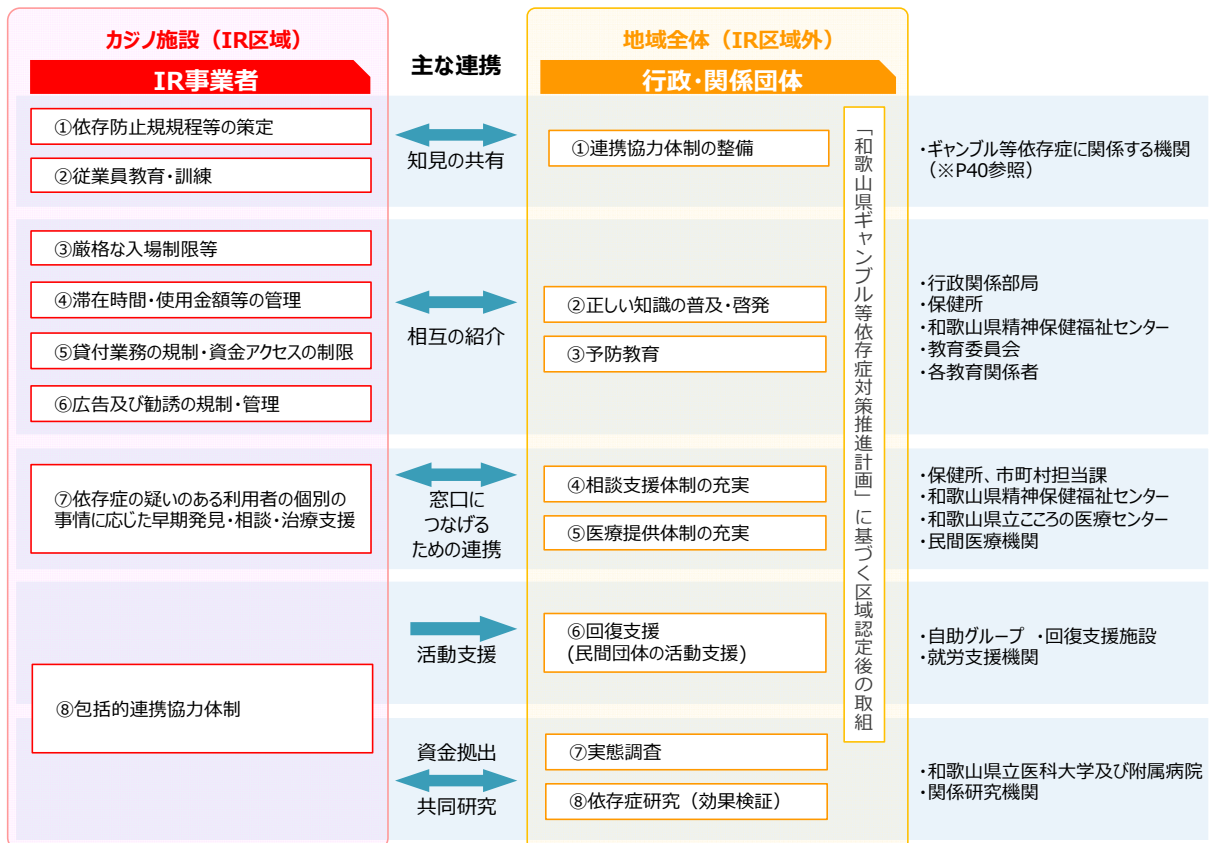 カジノ施設（IR区域）
IR事業者
主な連携
地域全体（IR区域外）
行政・関係団体
①依存防止規規程等の策定
②従業員教育・訓練
知見の共有
①連携協力体制の整備
・ギャンブル等依存症に関係する機関
（※P40参照）
③厳格な入場制限等
④滞在時間・使用金額等の管理
⑤貸付業務の規制・資金アクセスの制限
⑥広告及び勧誘の規制・管理
相互の紹介
②正しい知識の普及・啓発
③予防教育
・行政関係部局
・保健所
・和歌山県精神保健福祉センター
・教育委員会
・各教育関係者
⑦依存症の疑いのある利用者の個別の
事情に応じた早期発見・相談・治療支援
窓口に
つなげる
ための連携
④相談支援体制の充実
⑤医療提供体制の充実
・保健所、市町村担当課
・和歌山県精神保健福祉センター
・和歌山県立こころの医療センター
・民間医療機関
⑧包括的連携協力体制
活動支援
⑥回復支援
(民間団体の活動支援)
・自助グループ ・回復支援施設
・就労支援機関
資金拠出
共同研究
⑦実態調査
⑧依存症研究（効果検証）
・和歌山県立医科大学及び附属病院
・関係研究機関
「和歌山県ギャンブル等依存症対策推進計画」に基づく区域認定後の取組